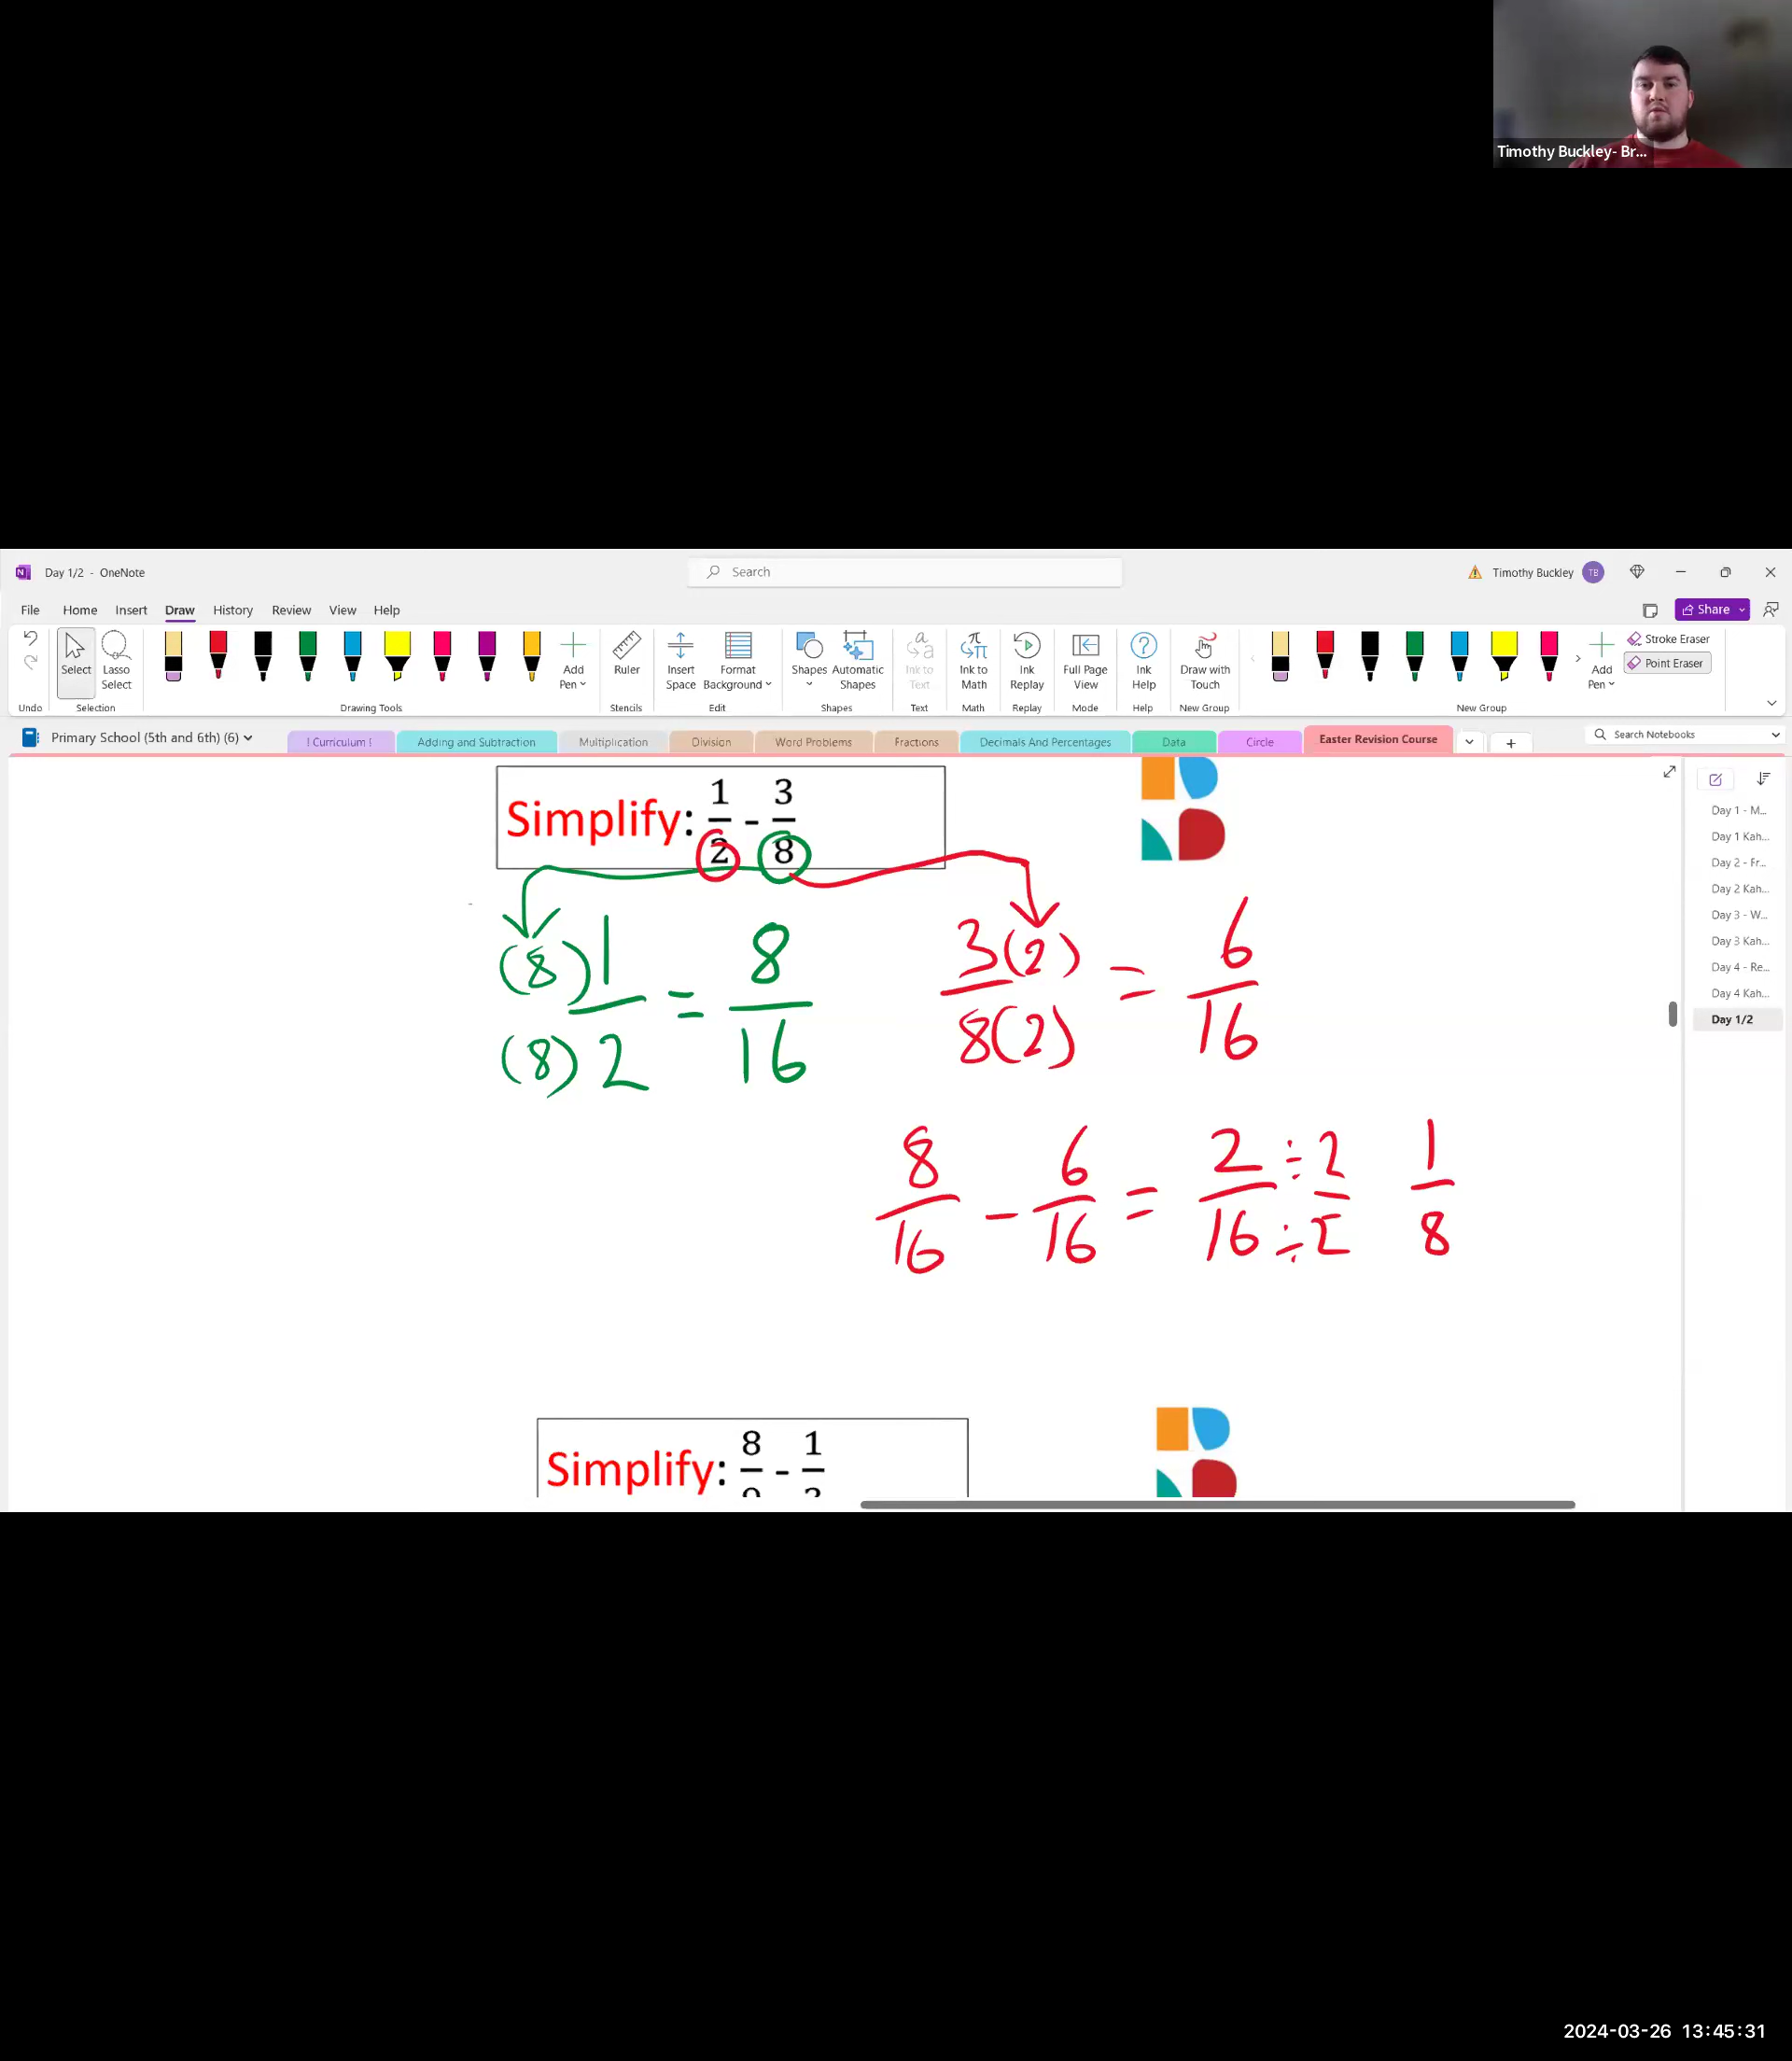 Timothy Buckley- Br...
Day 1/2 - OneNote
Search
Timothy Buckley TB
File Home Insert Draw History Review View Help
Share
Select Lasso Select Add Pen Ruler Insert Space Format Background Shapes Automatic Shapes Ink to Text Ink to Math Ink Replay Full Page View Ink Help Draw with Touch Add Pen Stroke Eraser Point Eraser
Undo Selection Drawing Tools Stencils Edit Shapes Text Math Replay Mode Help New Group New Group
Primary School (5th and 6th) (6) ! Curriculum ! Adding and Subtraction Multiplication Division Word Problems Fractions Decimals And Percentages Data Circle Easter Revision Course + Search Notebooks
Day 1 - M...
Day 1 Kah...
Day 2 - Fr...
Day 2 Kah...
Day 3 - W...
Day 3 Kah...
Day 4 - Re...
Day 4 Kah...
Day 1/2
Simplify: 1/2 - 3/8
(8)1/(8)2 = 8/16
3(2)/8(2) = 6/16
8/16 - 6/16 = 2÷2/16÷2 1/8
Simplify: 8/ - 1/
2024-03-26 13:45:31